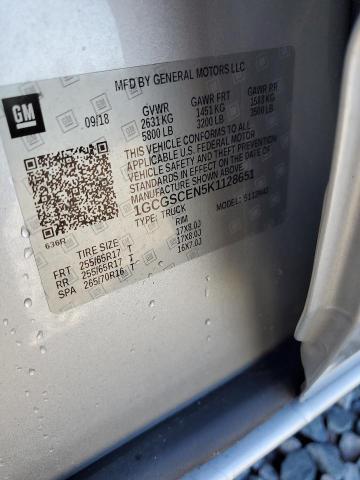 MFD BY GENERAL MOTORS LLC
GM
09/18 GVWR GAWR FRT GAWR RR
2631 KG 1451 KG 1588 KG
5800 LB 3200 LB 3500 LB
THIS VEHICLE CONFORMS TO ALL
APPLICABLE U.S. FEDERAL MOTOR
VEHICLE SAFETY
THEFT PREVENTION STANDARDS IN
EFFECT ON THE DATE OF
MANUFACTURE SHOWN ABOVE.
1GCGSCEN5K1128651
TYPE: TRUCK MODEL:
636R
TIRE SIZE RIM
FRT 255/65R17 T 17X8.0J
RR 255/65R17 T 17X8.0J
SPA 265/70R16 T 16X7.0J